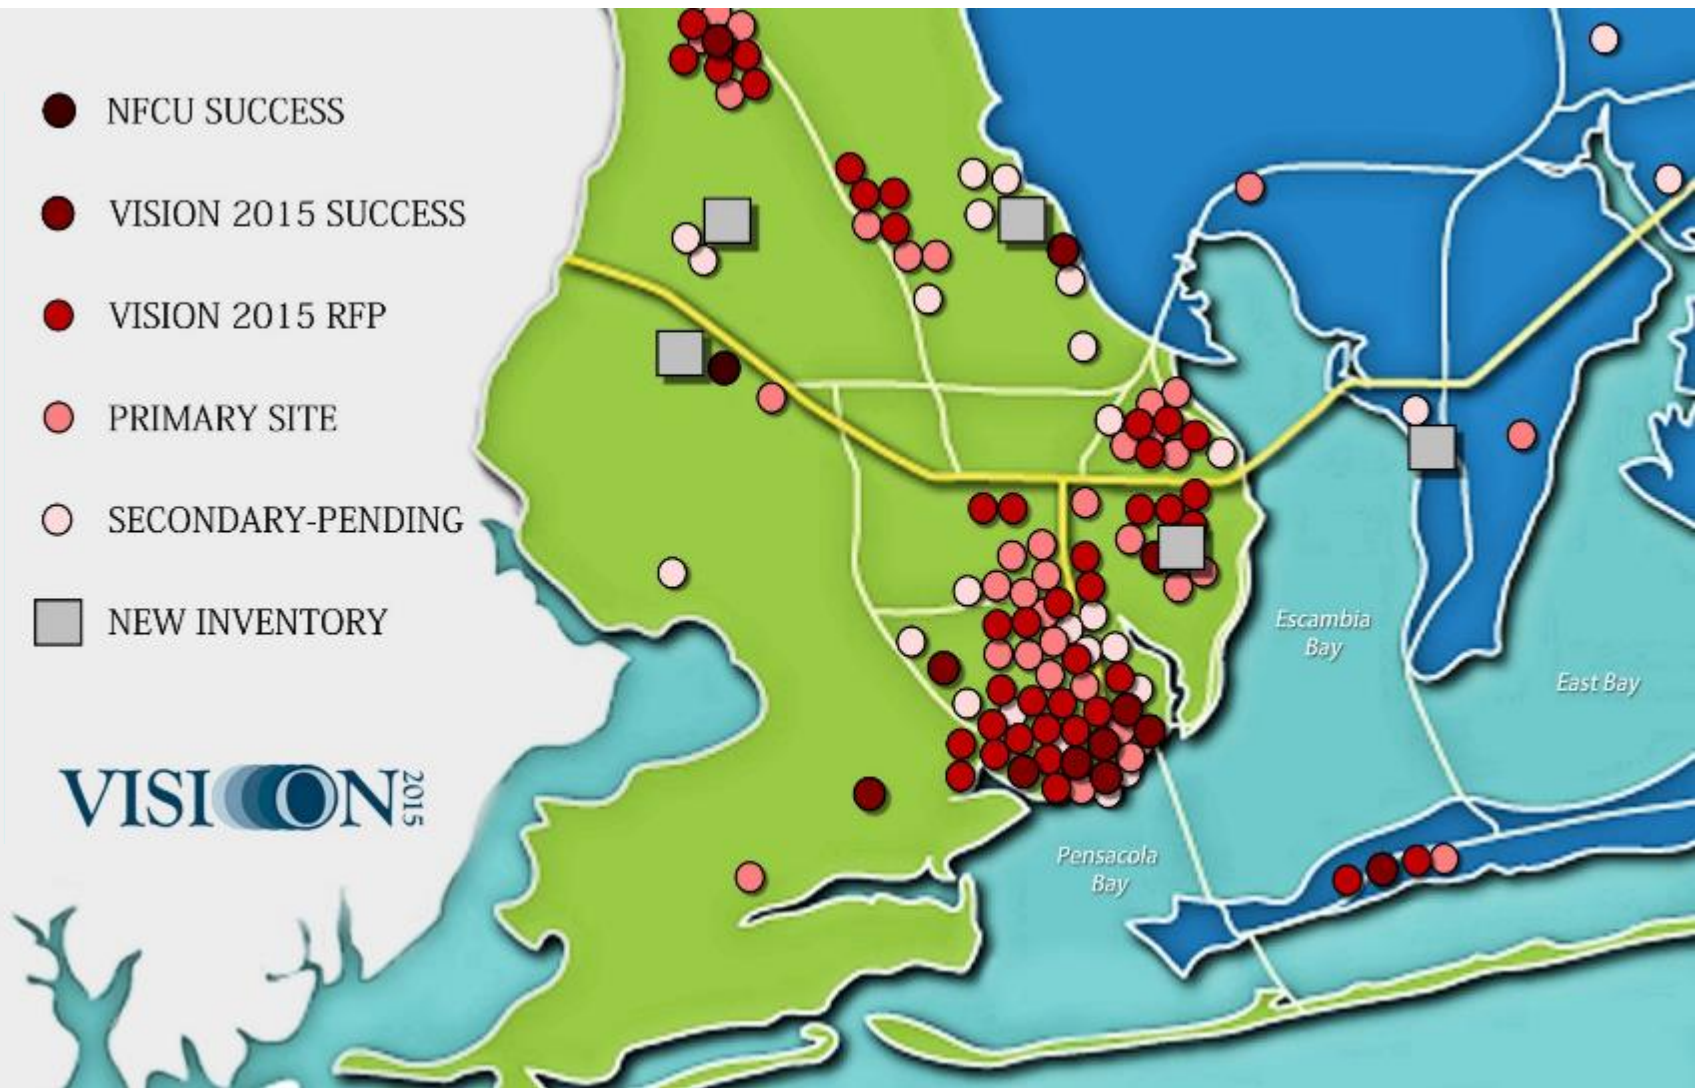 NFCU SUCCESS
VISION 2015 SUCCESS
VISION 2015 RFP
PRIMARY SITE
SECONDARY-PENDING
NEW INVENTORY
VISION 2015
Escambia
Bay
East Bay
Pensacola
Bay